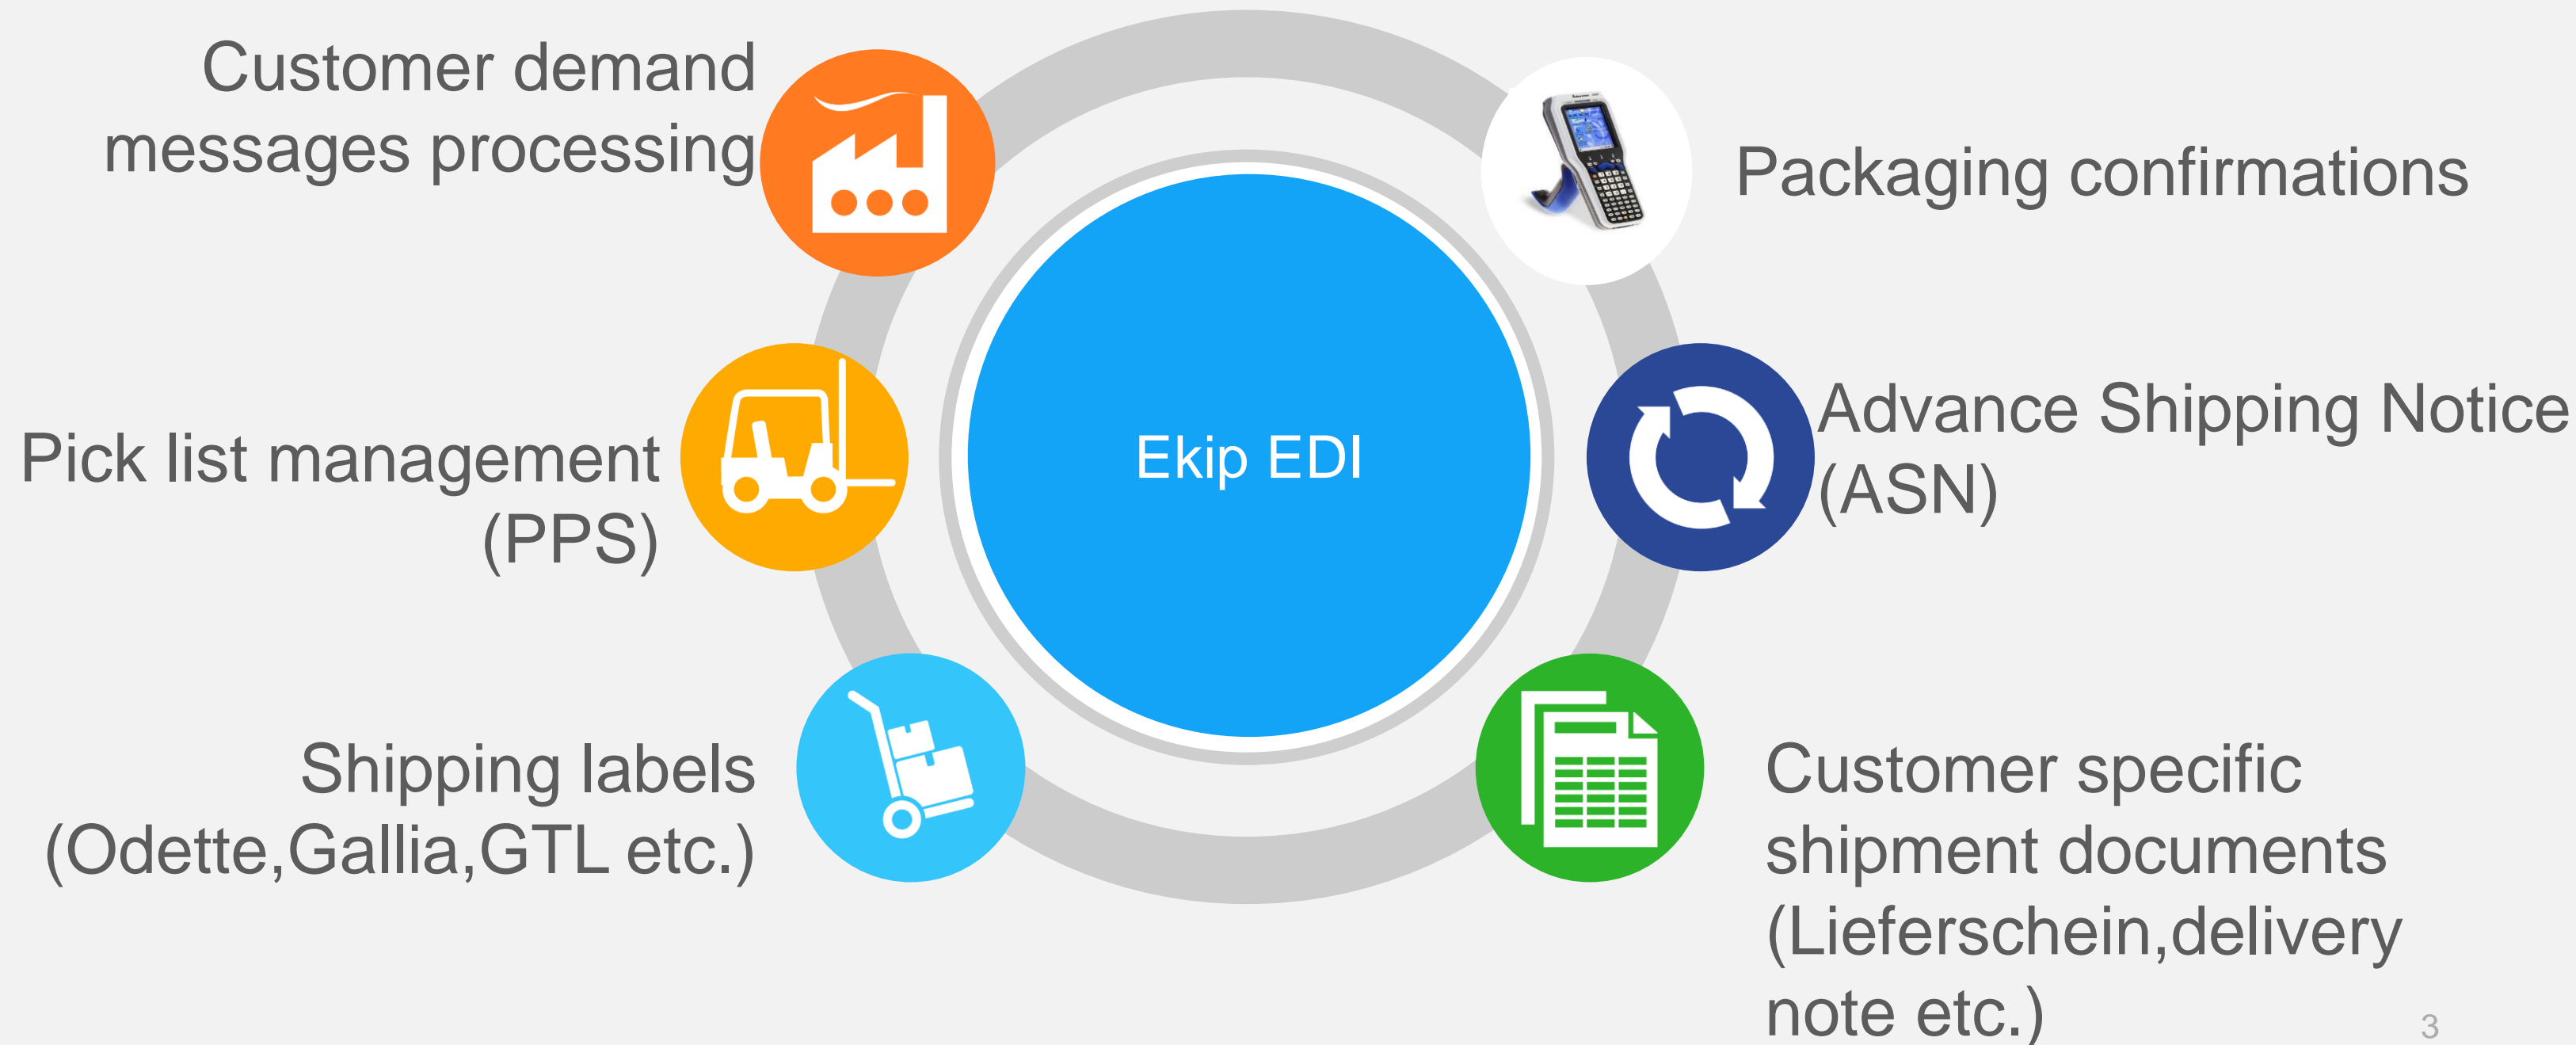 Customer demand
messages processing
Pick list management
(PPS)
Shipping labels
(Odette,Gallia,GTL etc.)
Ekip EDI
Packaging confirmations
Advance Shipping Notice
(ASN)
Customer specific
shipment documents
(Lieferschein,delivery
note etc.)
3